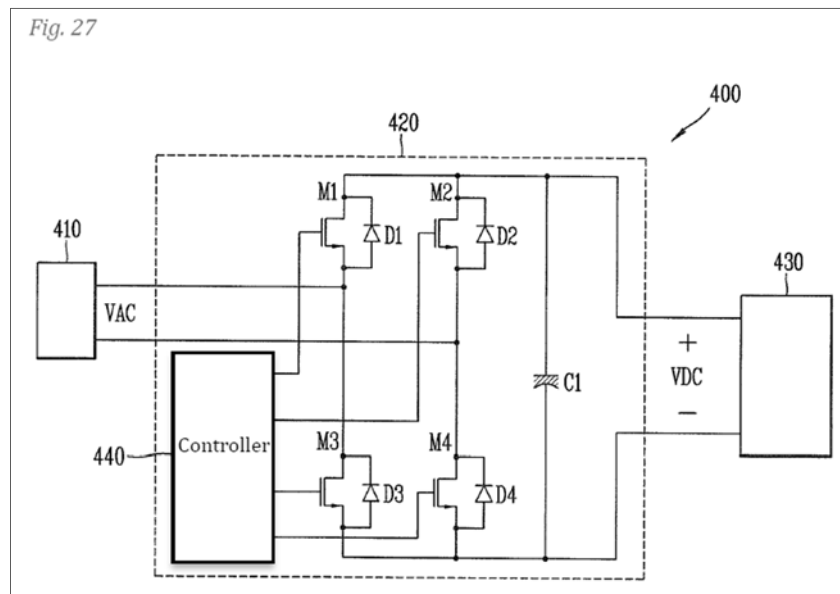 Fig. 27
400
420
M1
M2
D1
D2
410
VAC
430
+
VDC
−
C1
Controller
440
M3
M4
D3
D4